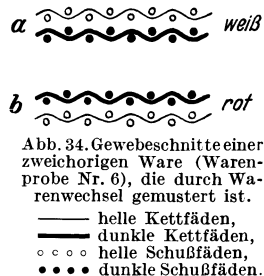 a weiß
b rot
Abb. 34. Gewebeschnitte einer
zweichorigen Ware (Waren-
probe Nr. 6), die durch Wa-
renwechsel gemustert ist.
helle Kettfäden,
dunkle Kettfäden,
helle Schußfäden,
dunkle Schußfäden.